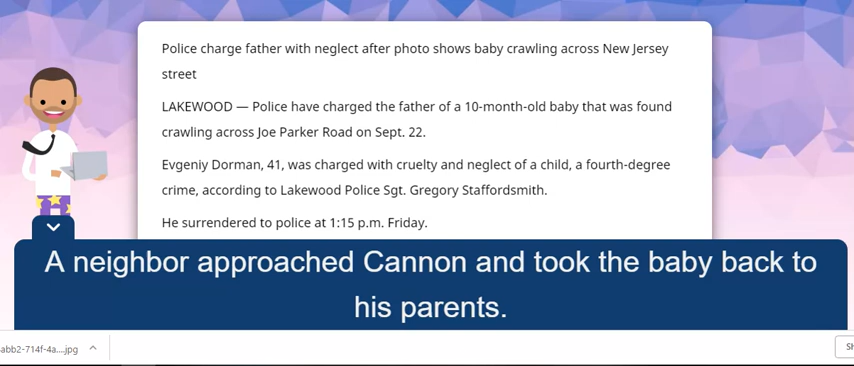 Police charge father with neglect after photo shows baby crawling across New Jersey
street
LAKEWOOD — Police have charged the father of a 10-month-old baby that was found
crawling across Joe Parker Road on Sept. 22.
Evgeniy Dorman, 41, was charged with cruelty and neglect of a child, a fourth-degree
crime, according to Lakewood Police Sgt. Gregory Staffordsmith.
He surrendered to police at 1:15 p.m. Friday.
A neighbor approached Cannon and took the baby back to
his parents.
abb2-714f-4a....jpg